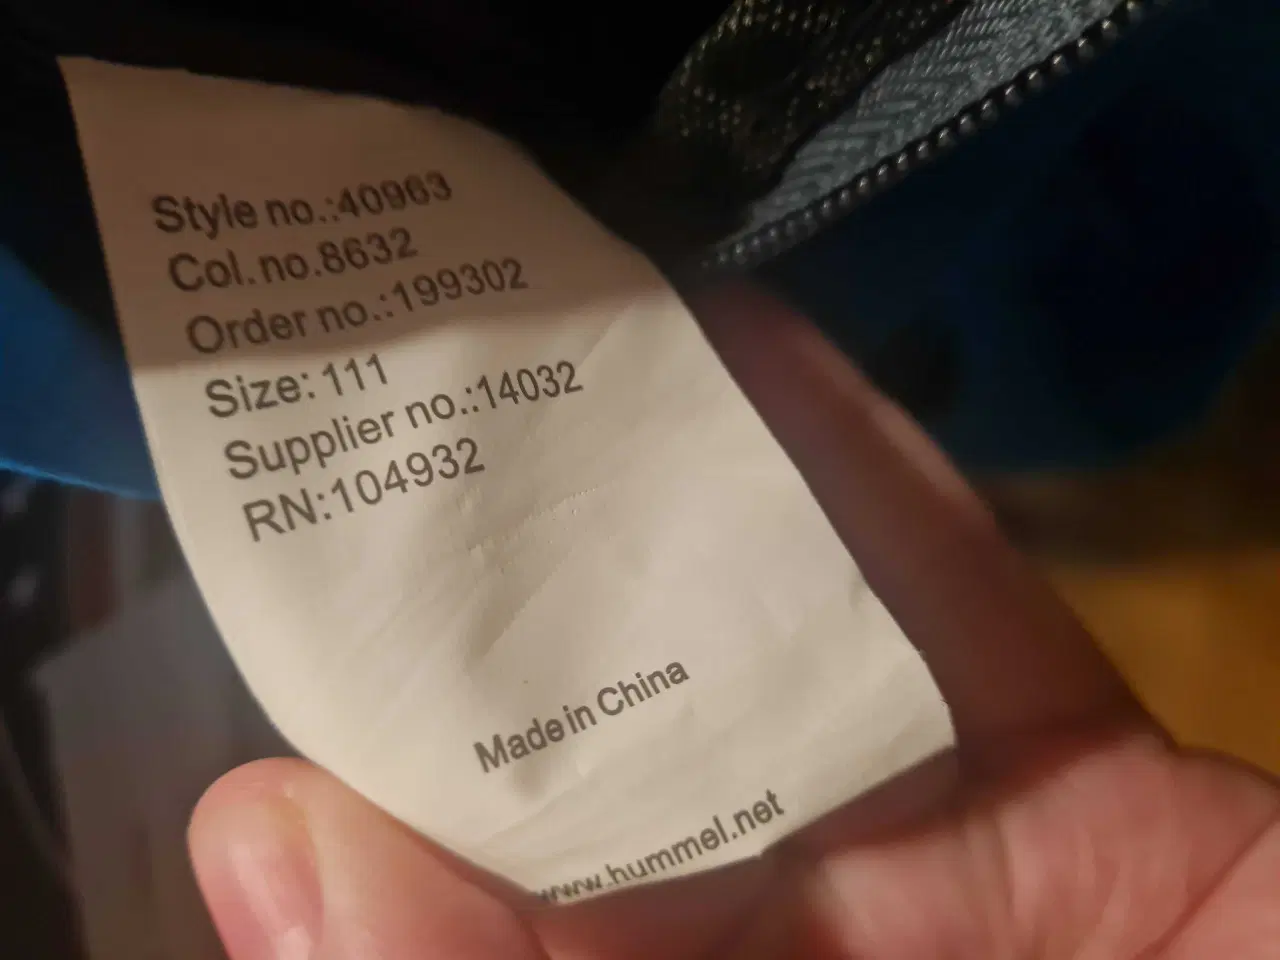 Style no.:40963
Col.no.8632
Order no.:199302
Size: 111
Supplier no.:14032
RN:104932
Made in China
www.hummel.net